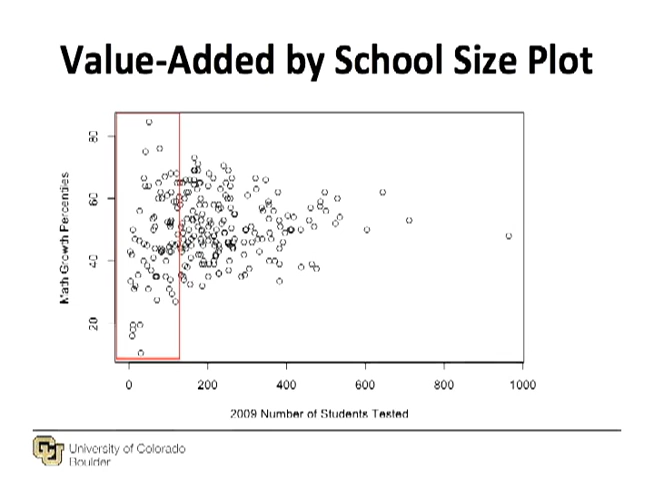 Value-Added by School Size Plot
Math Growth Percentiles
80
60
40
20
0
200
400
600
800
1000
2009 Number of Students Tested
CU
University of Colorado
Boulder